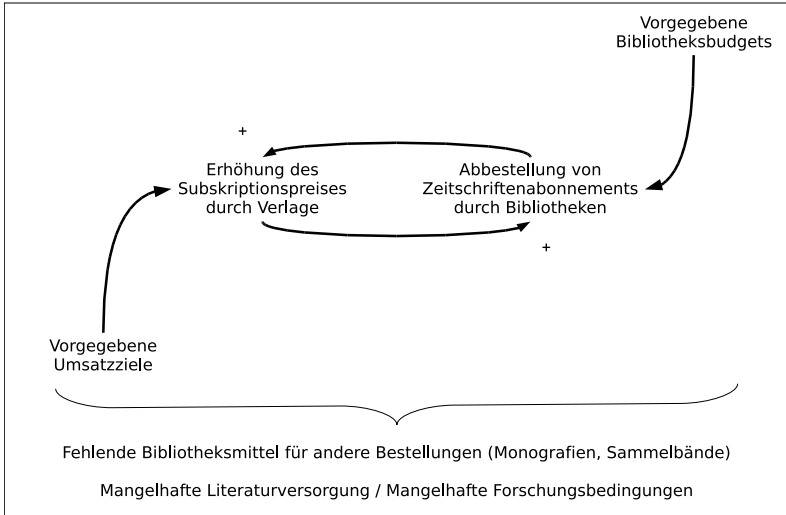 Vorgegebene
Bibliotheksbudgets
+
Erhöhung des
Subskriptionspreises
durch Verlage
Abbestellung von
Zeitschriftenabonnements
durch Bibliotheken
+
Vorgegebene
Umsatzziele
Fehlende Bibliotheksmittel für andere Bestellungen (Monografien, Sammelbände)
Mangelhafte Literaturversorgung / Mangelhafte Forschungsbedingungen